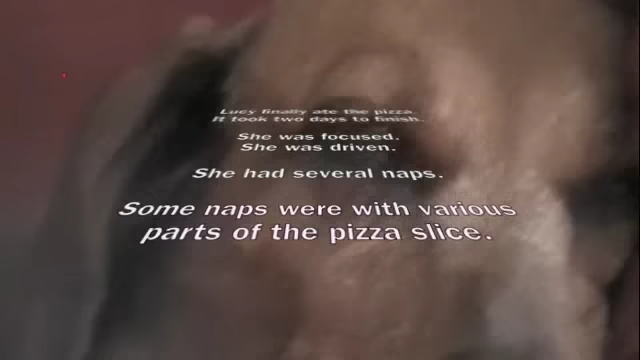 Lucy finally ate the pizza.
It took two days to finish.
She was focused.
She was driven.
She had several naps.
Some naps were with various
parts of the pizza slice.